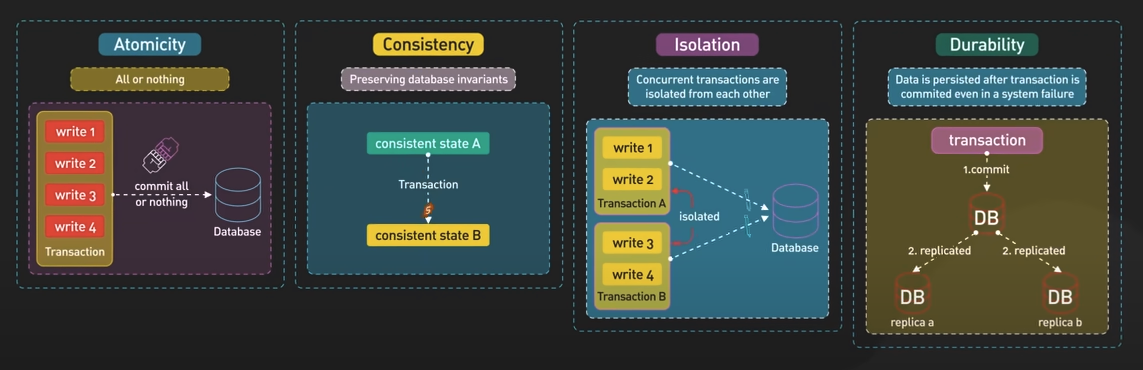 Atomicity
All or nothing
write 1
write 2
write 3
write 4
Transaction
commit all
or nothing
Database
Consistency
Preserving database invariants
consistent state A
Transaction
consistent state B
Isolation
Concurrent transactions are
isolated from each other
write 1
write 2
Transaction A
isolated
write 3
write 4
Transaction B
Database
Durability
Data is persisted after transaction is
commited even in a system failure
transaction
1.commit
DB
2. replicated
2. replicated
DB
DB
replica a
replica b